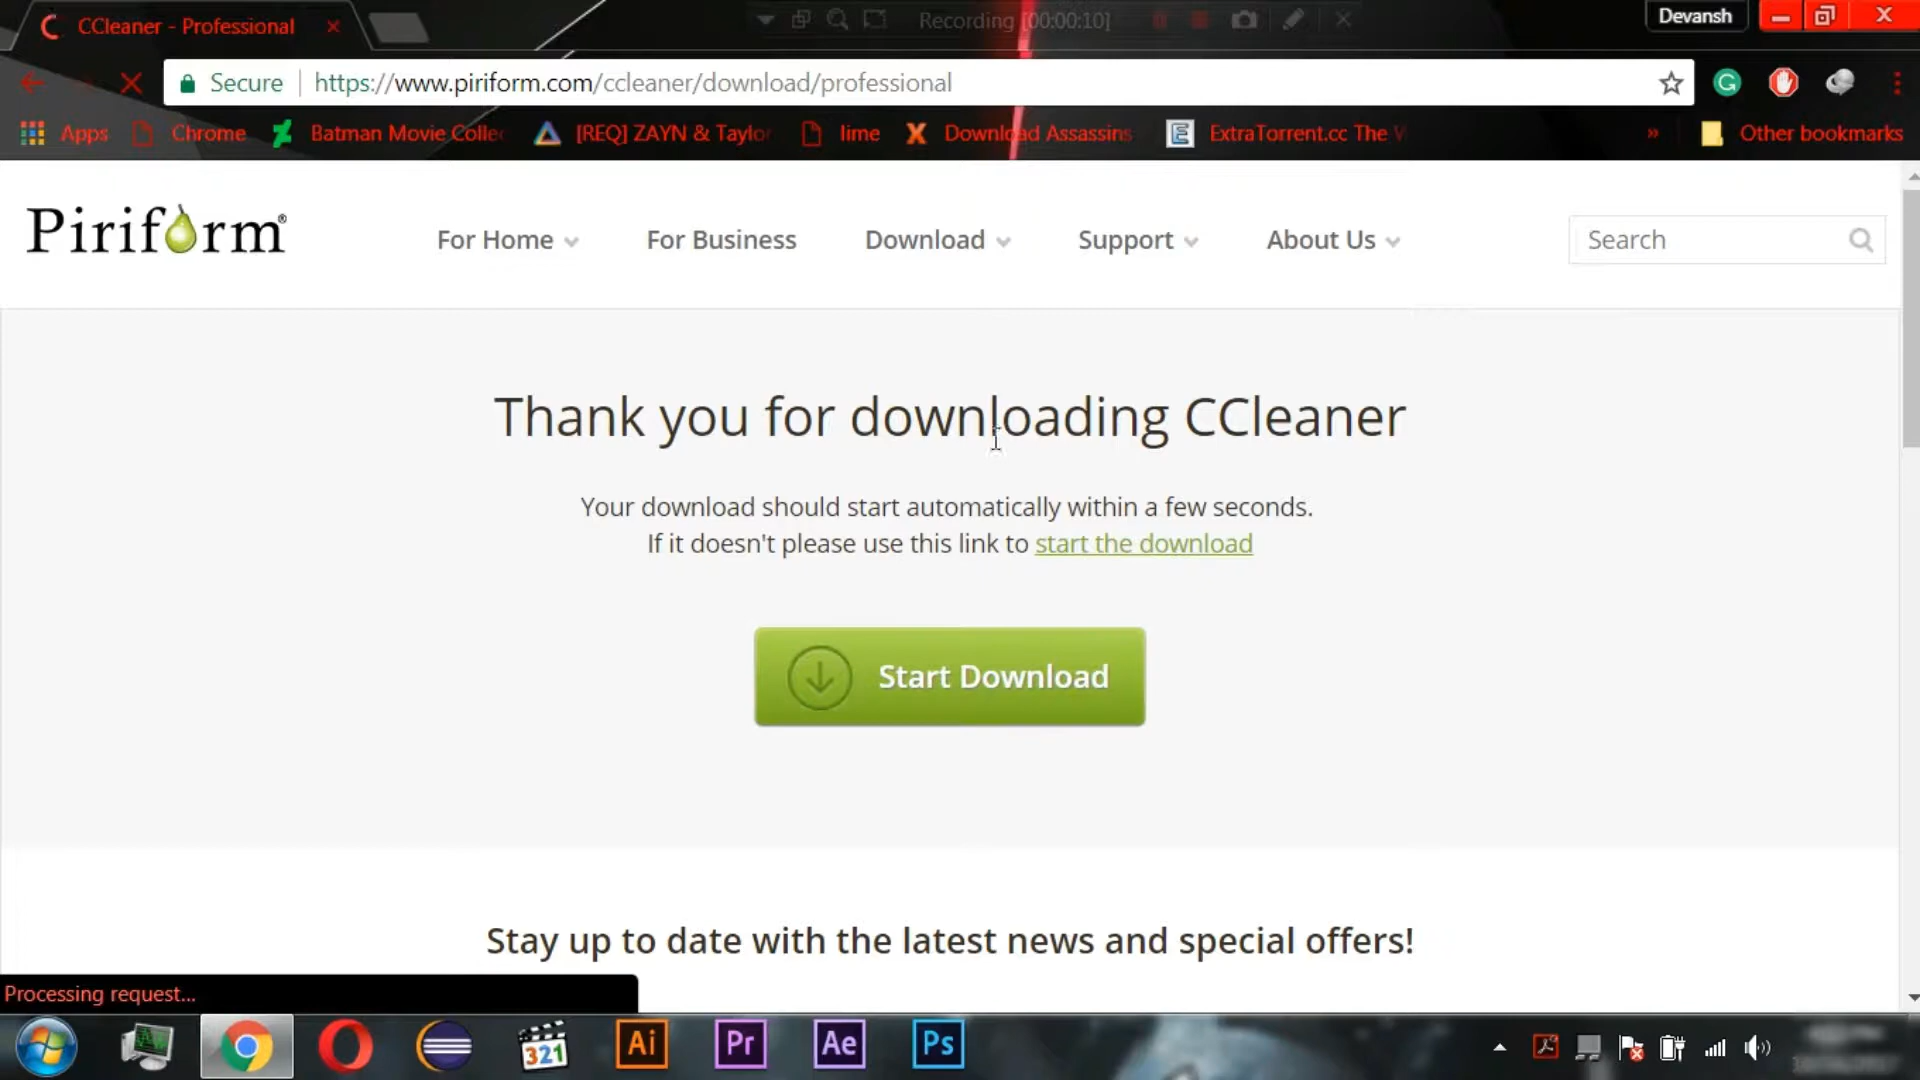 CCleaner - Professional
Recording [00:00:10]
Devansh
Secure
https://www.piriform.com/ccleaner/download/professional
Apps
Chrome
Batman Movie Collec
[REQ] ZAYN & Taylor
lime
Download Assassins
ExtraTorrent.cc The
Other bookmarks
Piriform®
For Home
For Business
Download
Support
About Us
Search
Thank you for downloading CCleaner
Your download should start automatically within a few seconds.
If it doesn't please use this link to start the download
Start Download
Stay up to date with the latest news and special offers!
Processing request...
321
Ai
Pr
Ae
Ps